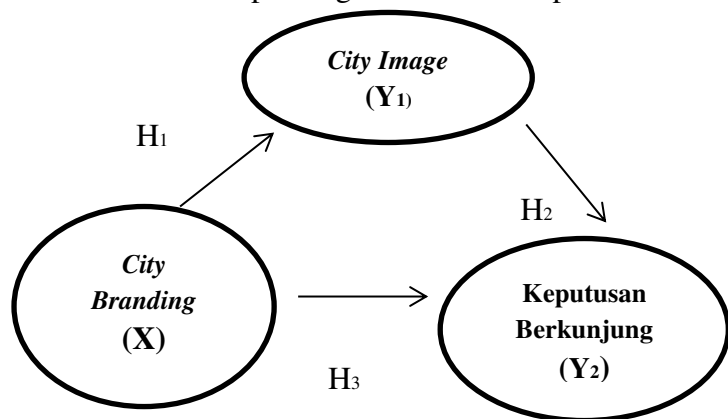 City Image
(Y1)
H1
H2
City
Branding
(X)
Keputusan
Berkunjung
(Y2)
H3